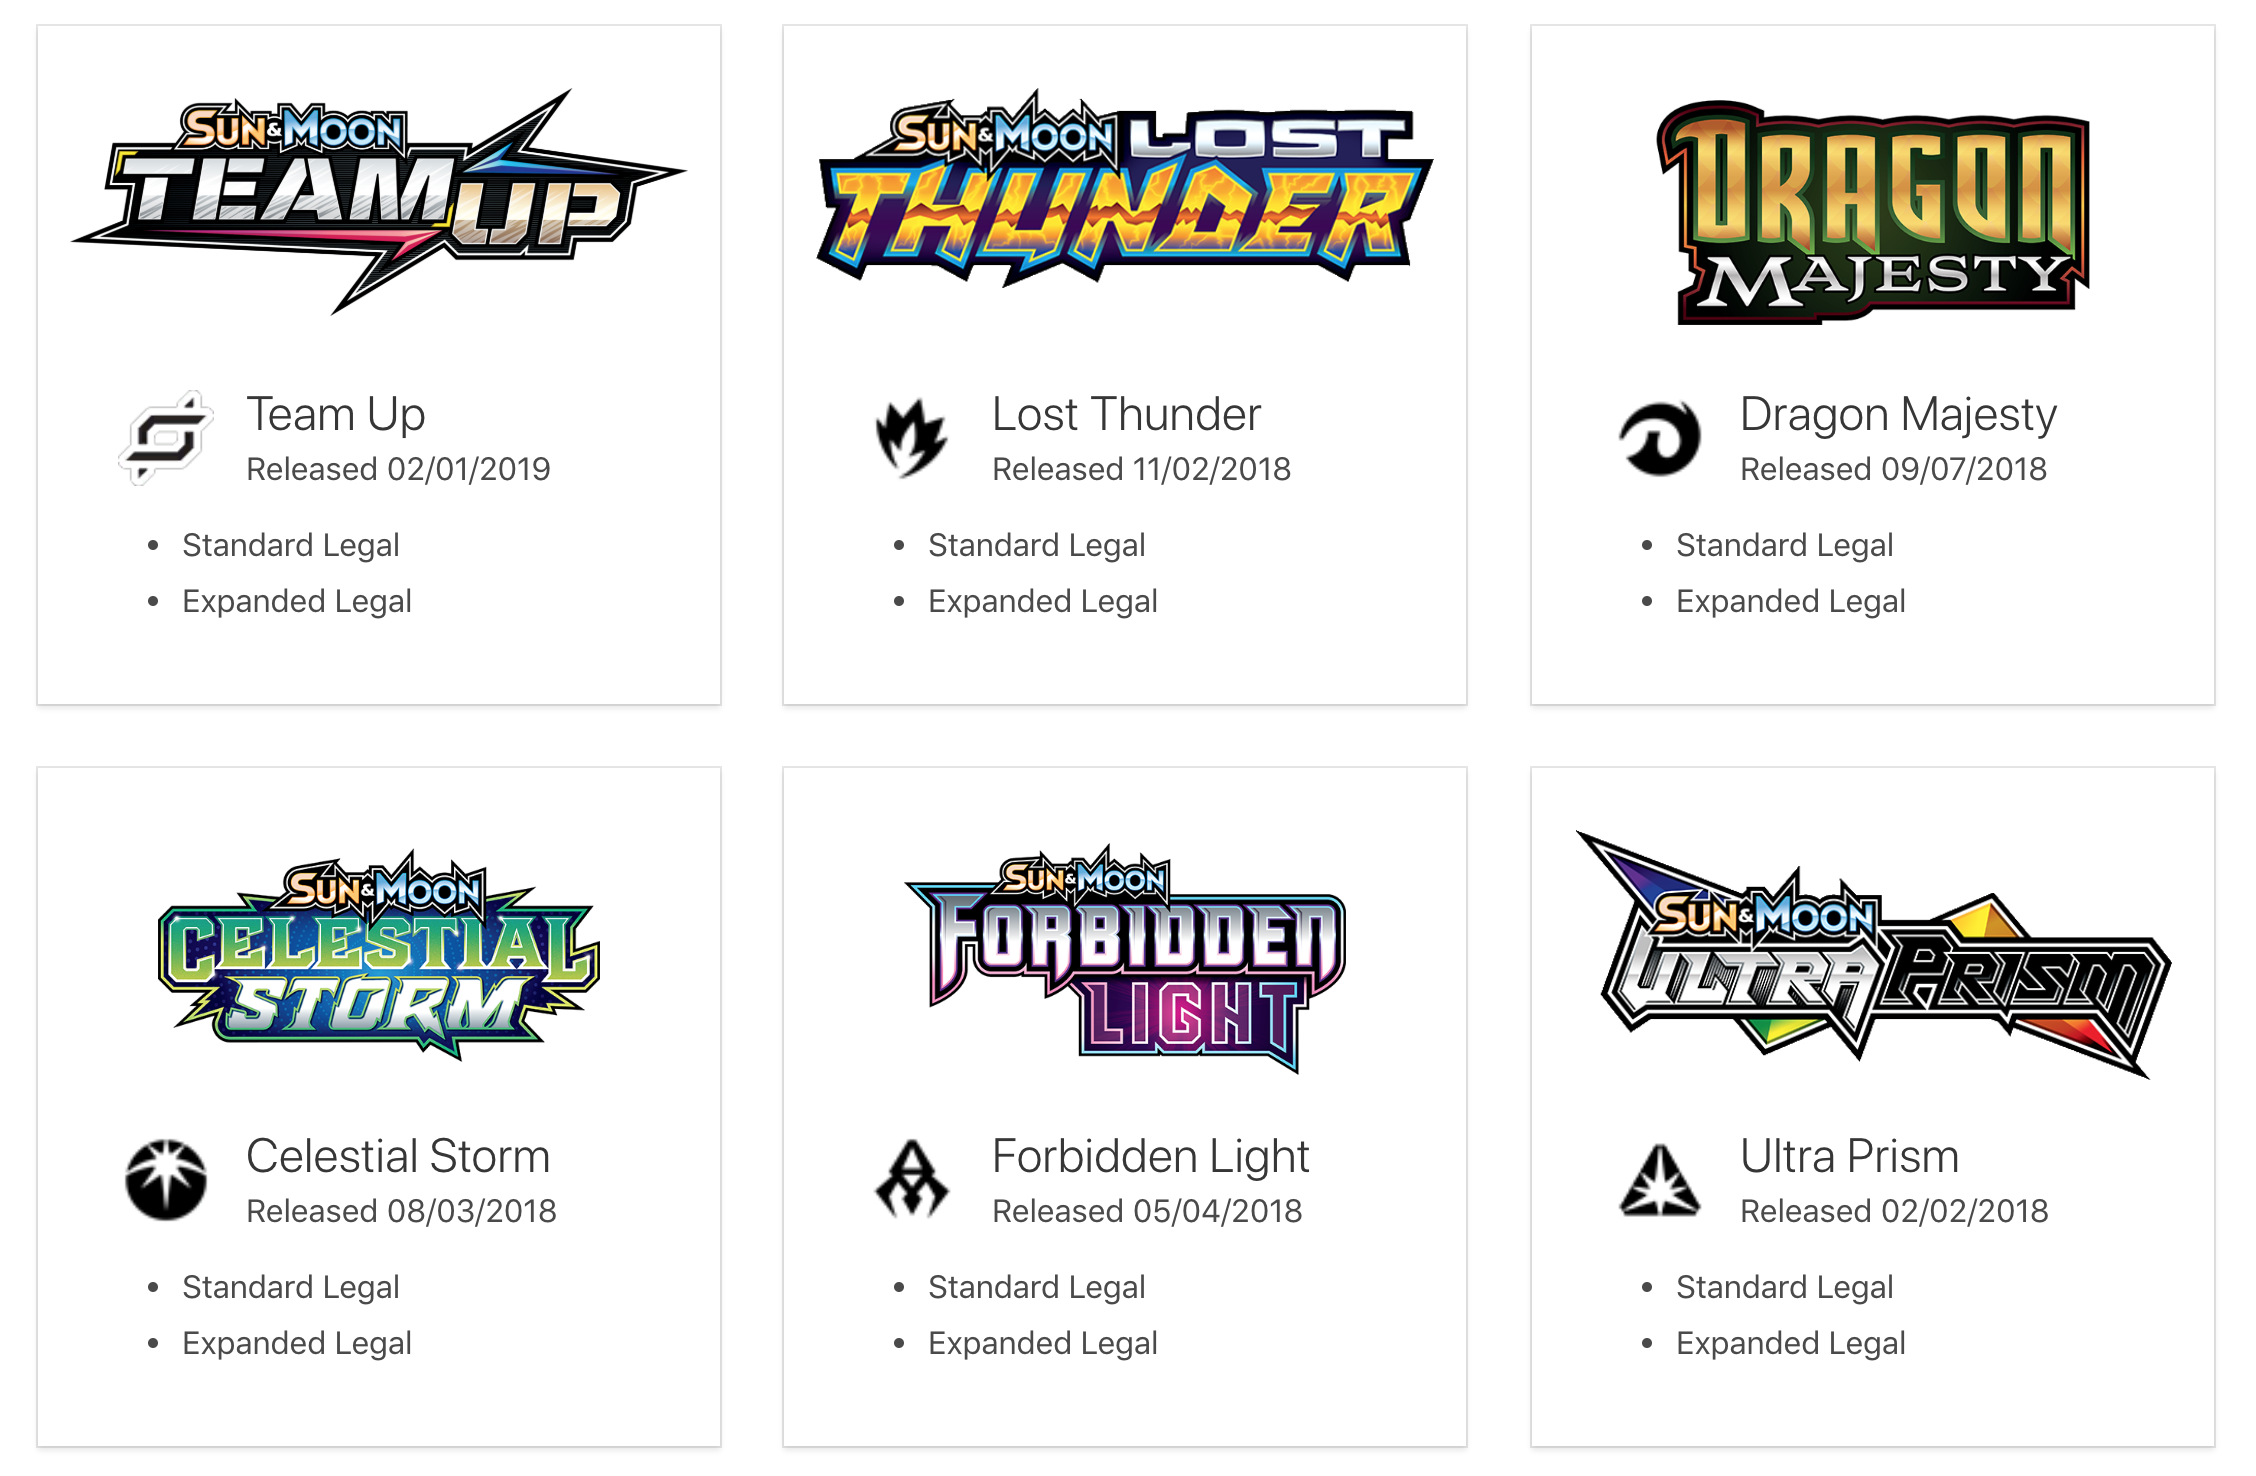 SUN & MOON
TEAM UP
Team Up
Released 02/01/2019
• Standard Legal
• Expanded Legal
SUN & MOON LOST
THUNDER
Lost Thunder
Released 11/02/2018
• Standard Legal
• Expanded Legal
DRAGON
MAJESTY
Dragon Majesty
Released 09/07/2018
• Standard Legal
• Expanded Legal
SUN & MOON
CELESTIAL
STORM
Celestial Storm
Released 08/03/2018
• Standard Legal
• Expanded Legal
SUN & MOON
FORBIDDEN
LIGHT
Forbidden Light
Released 05/04/2018
• Standard Legal
• Expanded Legal
SUN & MOON
ULTRA PRISM
Ultra Prism
Released 02/02/2018
• Standard Legal
• Expanded Legal